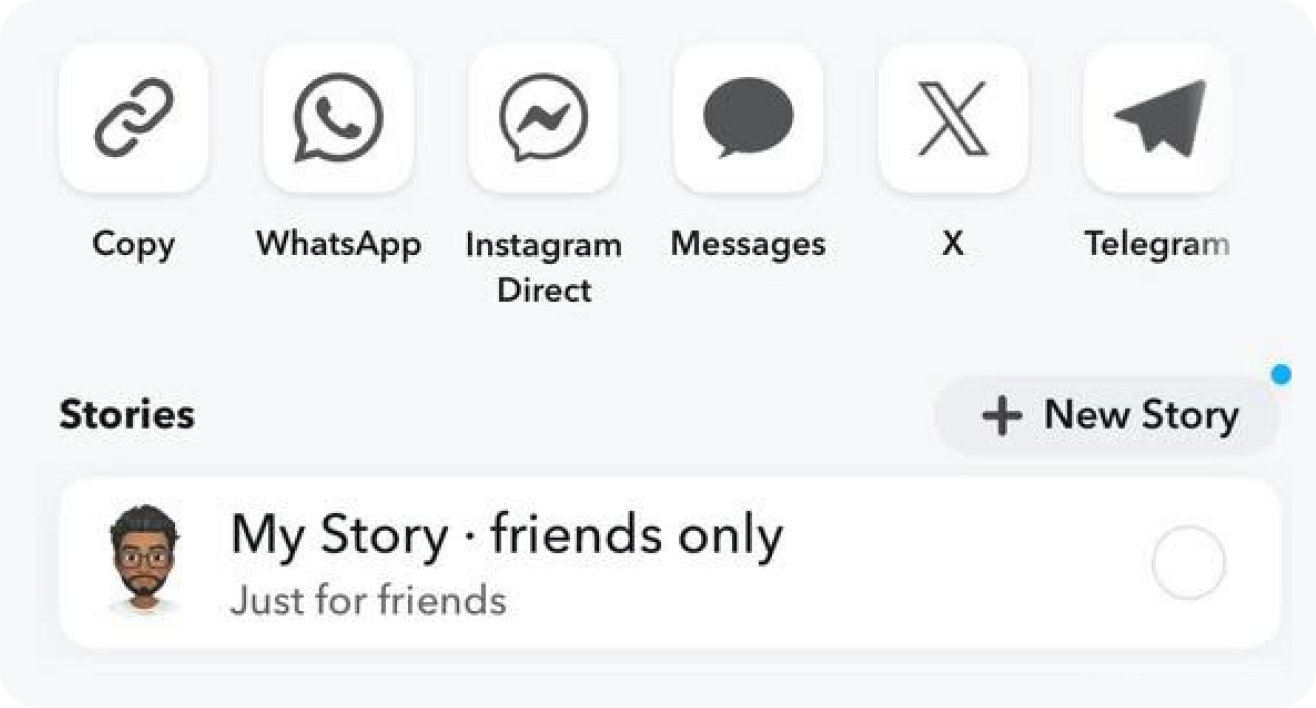 Copy
WhatsApp
Instagram
Direct
Messages
X
Telegram
Stories
+ New Story
My Story · friends only
Just for friends